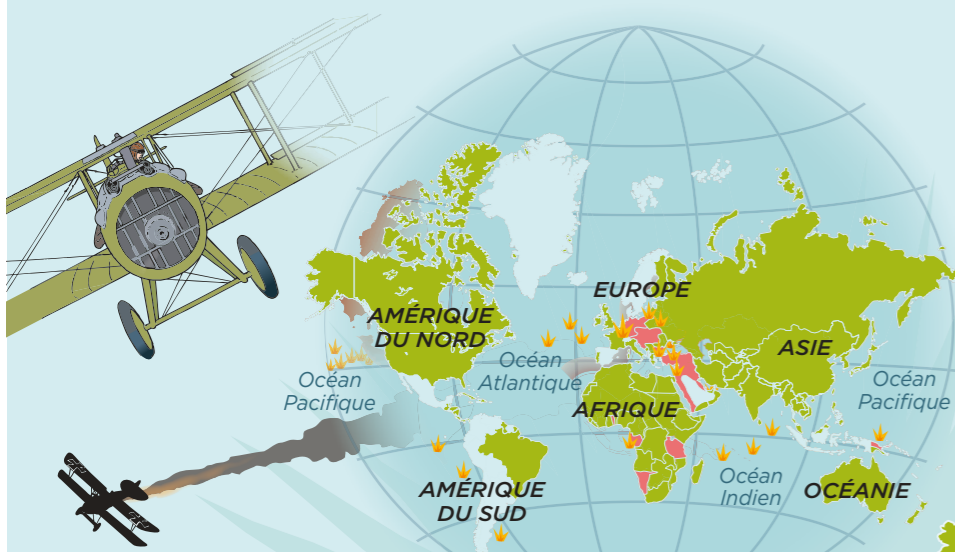 EUROPE
AMÉRIQUE
DU NORD
ASIE
Océan
Atlantique
Océan
Pacifique
Océan
Pacifique
AFRIQUE
AMÉRIQUE
DU SUD
Océan
Indien
OCÉANIE